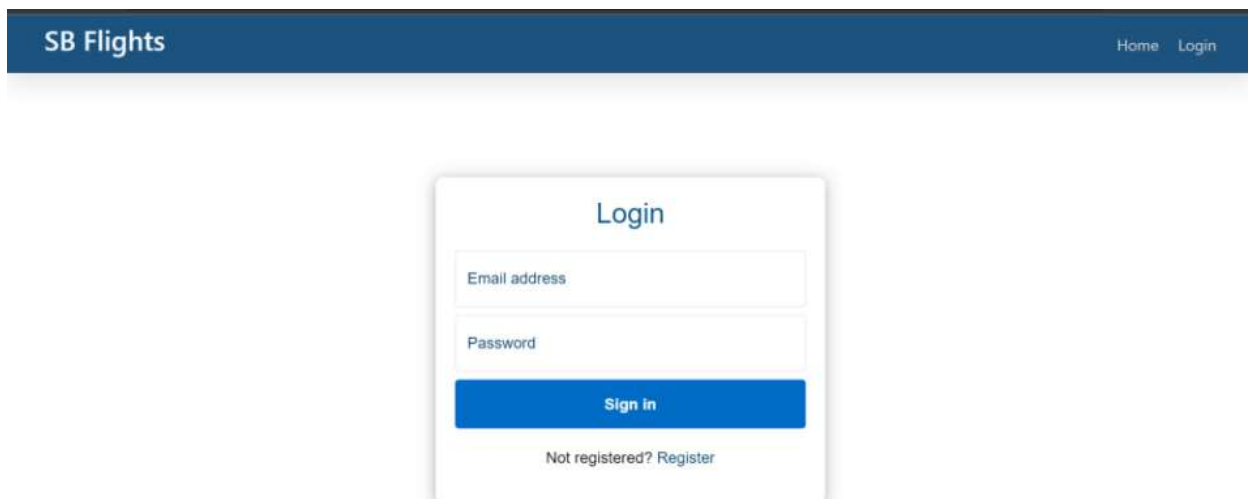 SB Flights
Home Login
Login
Email address
Password
Sign in
Not registered? Register